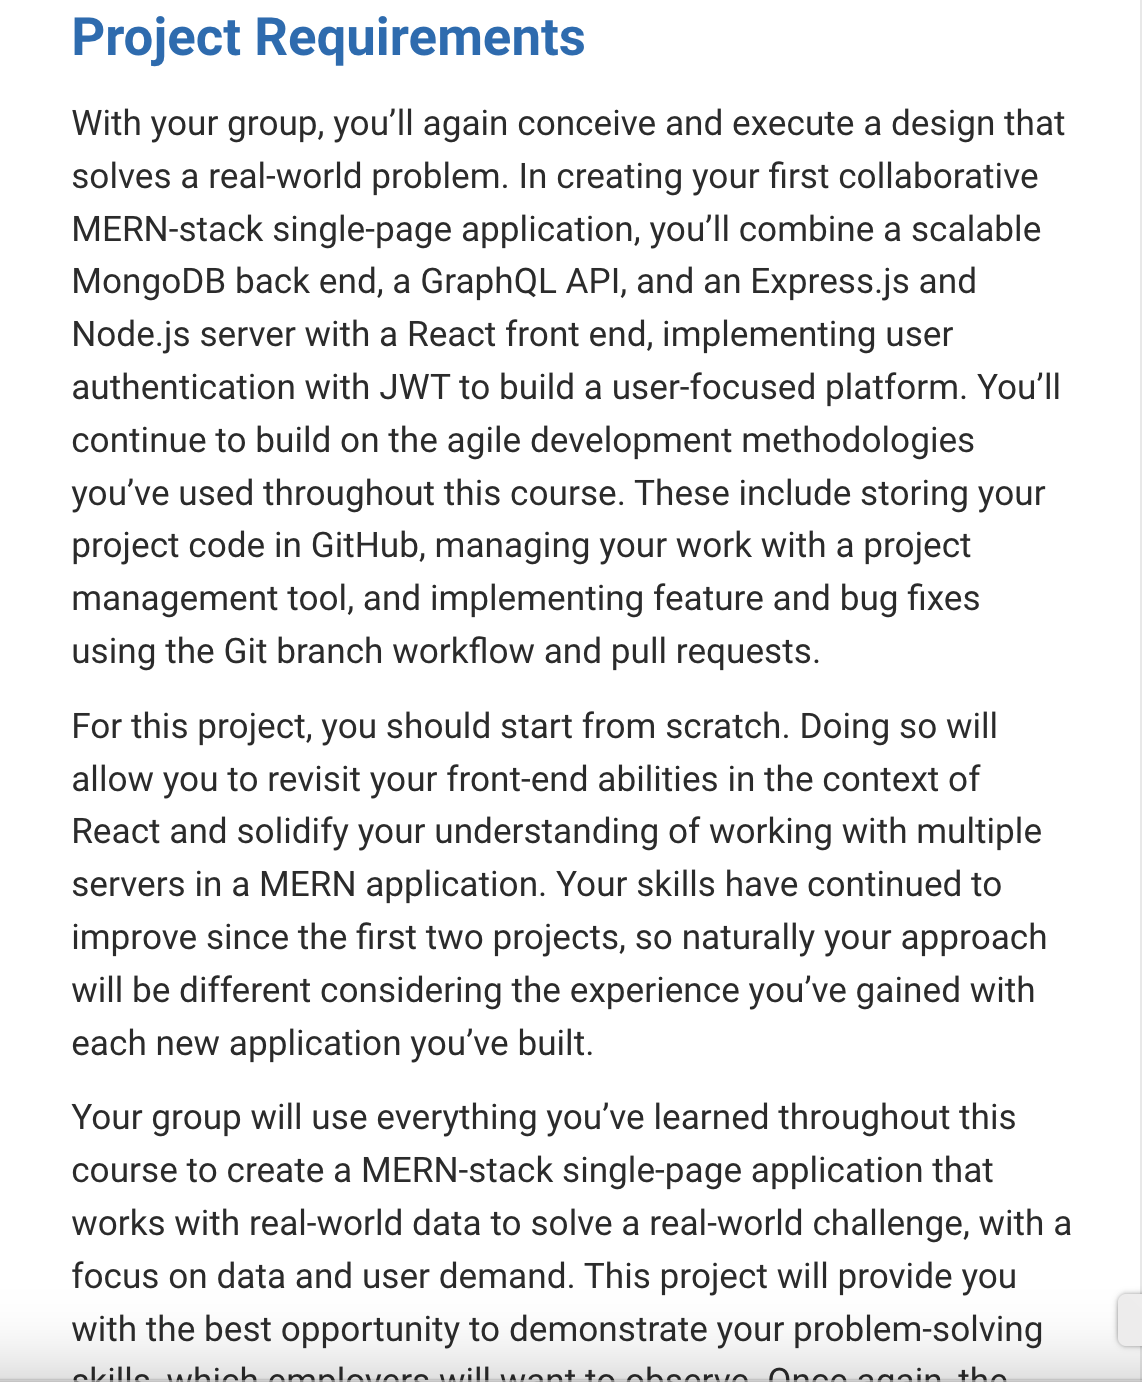 Project Requirements
With your group, you’ll again conceive and execute a design that
solves a real-world problem. In creating your first collaborative
MERN-stack single-page application, you’ll combine a scalable
MongoDB back end, a GraphQL API, and an Express.js and
Node.js server with a React front end, implementing user
authentication with JWT to build a user-focused platform. You’ll
continue to build on the agile development methodologies
you’ve used throughout this course. These include storing your
project code in GitHub, managing your work with a project
management tool, and implementing feature and bug fixes
using the Git branch workflow and pull requests.
For this project, you should start from scratch. Doing so will
allow you to revisit your front-end abilities in the context of
React and solidify your understanding of working with multiple
servers in a MERN application. Your skills have continued to
improve since the first two projects, so naturally your approach
will be different considering the experience you’ve gained with
each new application you’ve built.
Your group will use everything you’ve learned throughout this
course to create a MERN-stack single-page application that
works with real-world data to solve a real-world challenge, with a
focus on data and user demand. This project will provide you
with the best opportunity to demonstrate your problem-solving
skills, which employers will want to observe. Once again, the